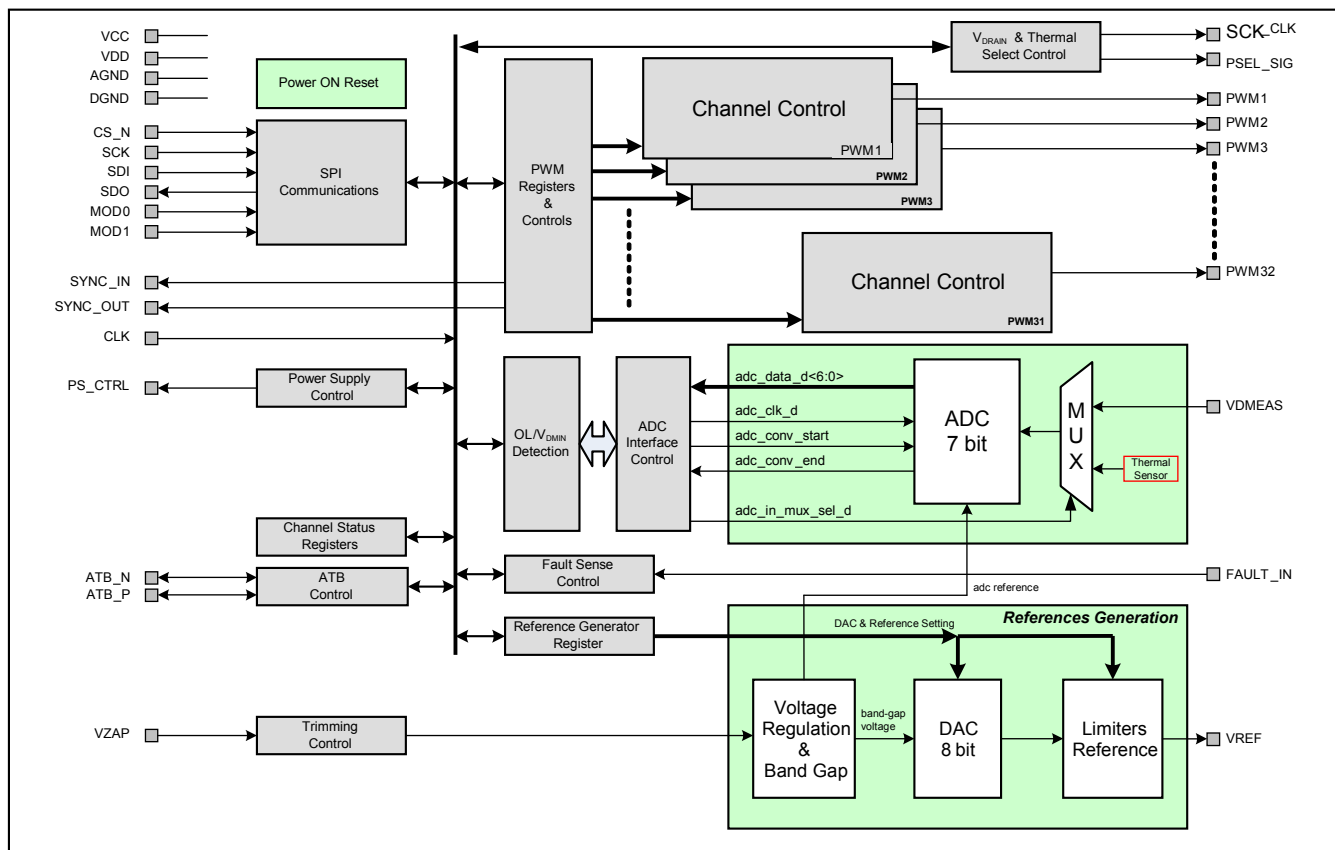 VCC
VDD
AGND
DGND
CS_N
SCK
SDI
SDO
MOD0
MOD1
SYNC_IN
SYNC_OUT
CLK
PS_CTRL
ATB_N
ATB_P
VZAP
Power ON Reset
SPI
Communications
Power Supply
Control
Channel Status
Registers
ATB
Control
Trimming
Control
PWM
Registers
&
Controls
OL/VDMIN
Detection
ADC
Interface
Control
Fault Sense
Control
Reference Generator
Register
VDRAIN & Thermal
Select Control
Channel Control
PWM1
PWM2
PWM3
Channel Control
PWM31
adc_data_d<6:0>
adc_clk_d
adc_conv_start
adc_conv_end
adc_in_mux_sel_d
ADC
7 bit
M
U
X
Thermal
Sensor
adc reference
DAC & Reference Setting
References Generation
Voltage
Regulation
&
Band Gap
band-gap
voltage
DAC
8 bit
Limiters
Reference
SCK_CLK
PSEL_SIG
PWM1
PWM2
PWM3
PWM32
VDMEAS
FAULT_IN
VREF